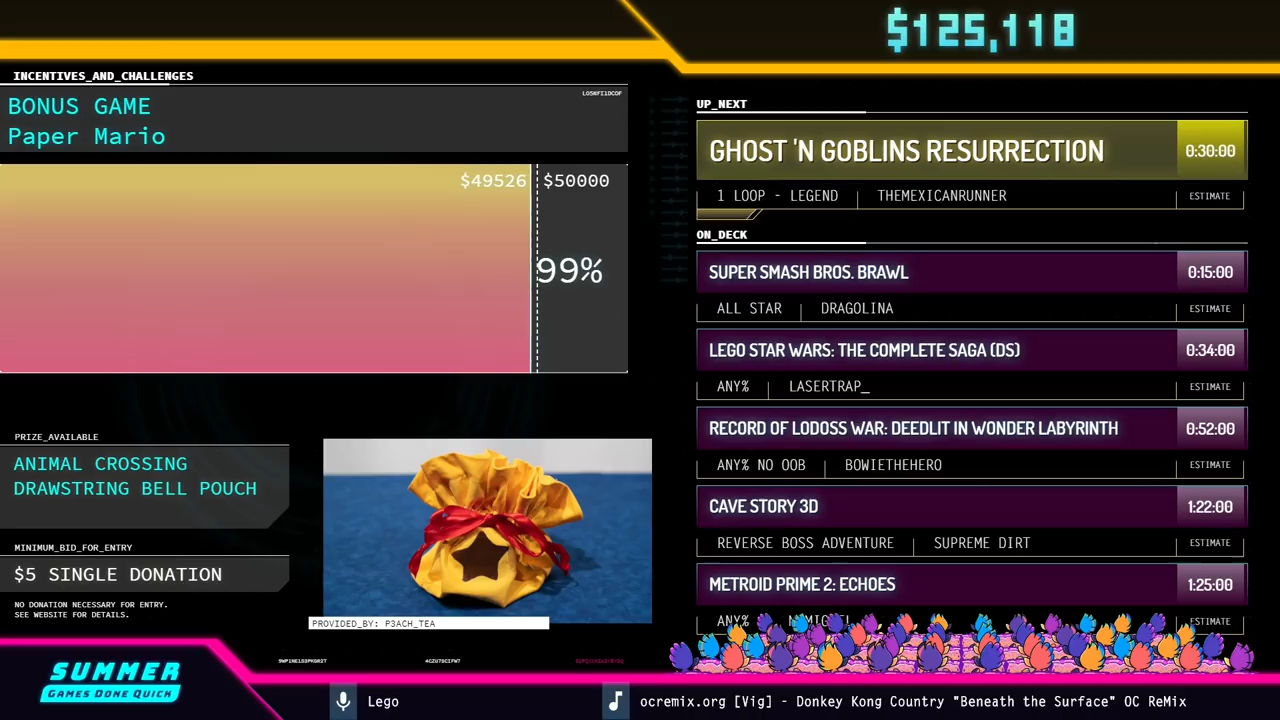 $125,118
INCENTIVES_AND_CHALLENGES
BONUS GAME
Paper Mario
$49526
$50000
99%
PRIZE_AVAILABLE
ANIMAL CROSSING
DRAWSTRING BELL POUCH
MINIMUM_BID_FOR_ENTRY
$5 SINGLE DONATION
NO DONATION NECESSARY FOR ENTRY.
SEE WEBSITE FOR DETAILS.
PROVIDED_BY: P3ACH_TEA
UP_NEXT
GHOST 'N GOBLINS RESURRECTION
0:30:00
1 LOOP - LEGEND
THEMEXICANRUNNER
ESTIMATE
ON_DECK
SUPER SMASH BROS. BRAWL
0:15:00
ALL STAR
DRAGOLINA
ESTIMATE
LEGO STAR WARS: THE COMPLETE SAGA (DS)
0:34:00
ANY%
LASERTRAP_
ESTIMATE
RECORD OF LODOSS WAR: DEEDLIT IN WONDER LABYRINTH
0:52:00
ANY% NO OOB
BOWIETHEHERO
ESTIMATE
CAVE STORY 3D
1:22:00
REVERSE BOSS ADVENTURE
SUPREME DIRT
ESTIMATE
METROID PRIME 2: ECHOES
1:25:00
ANY%
ESTIMATE
SUMMER
GAMES DONE QUICK
Lego
ocremix.org [Vig] - Donkey Kong Country "Beneath the Surface" OC ReMix